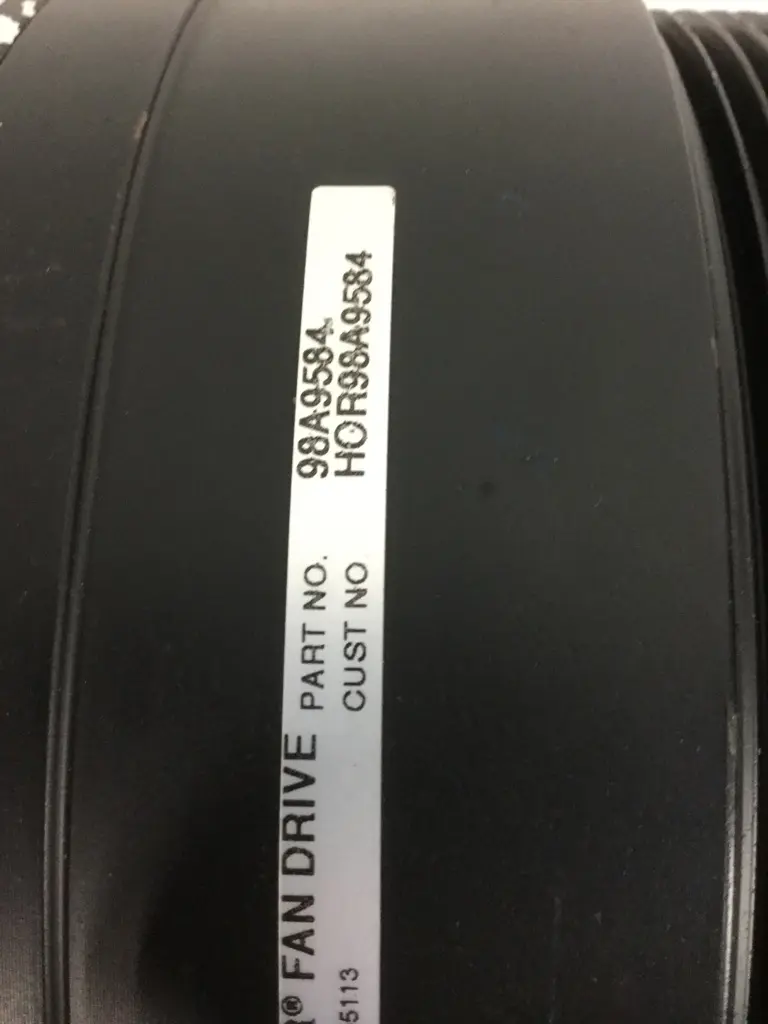 R® FAN DRIVE
PART NO. 98A9584
CUST NO HOR98A9584
5113